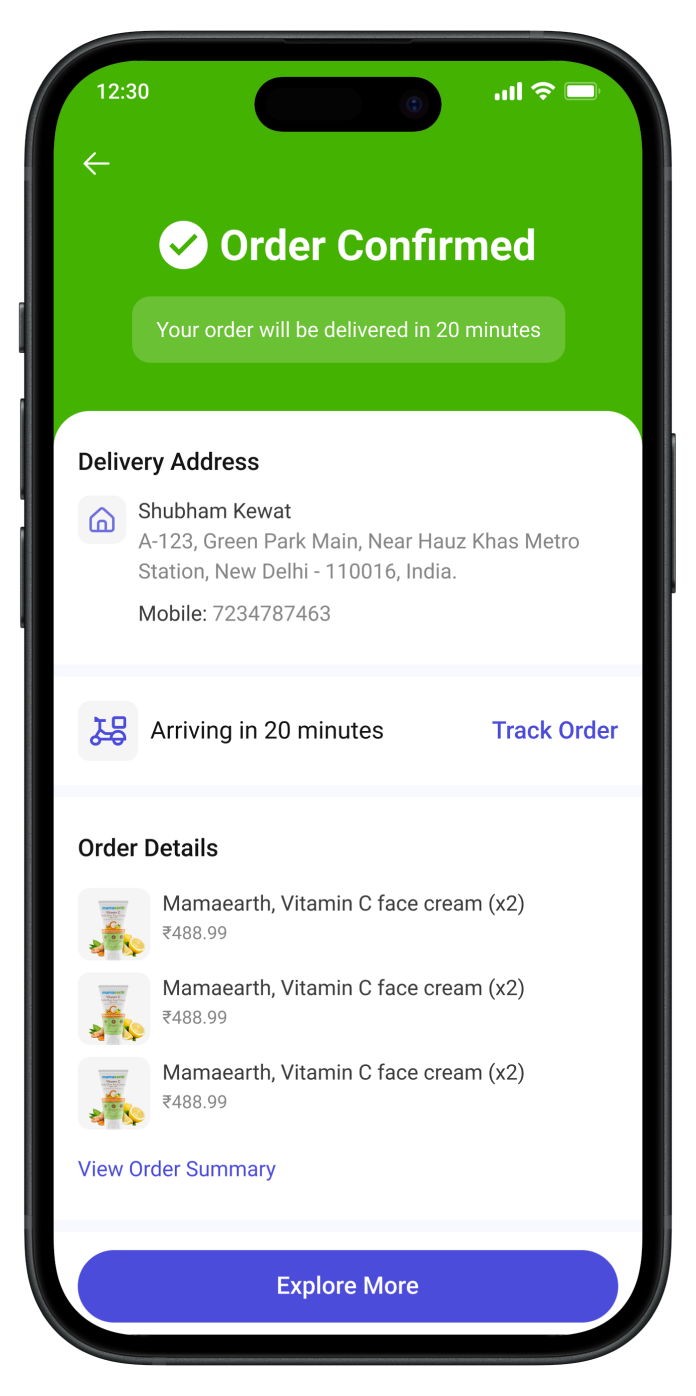 12:30
Order Confirmed
Your order will be delivered in 20 minutes
Delivery Address
Shubham Kewat
A-123, Green Park Main, Near Hauz Khas Metro
Station, New Delhi - 110016, India.
Mobile: 7234787463
Arriving in 20 minutes
Track Order
Order Details
Mamaearth, Vitamin C face cream (x2)
₹488.99
Mamaearth, Vitamin C face cream (x2)
₹488.99
Mamaearth, Vitamin C face cream (x2)
₹488.99
View Order Summary
Explore More